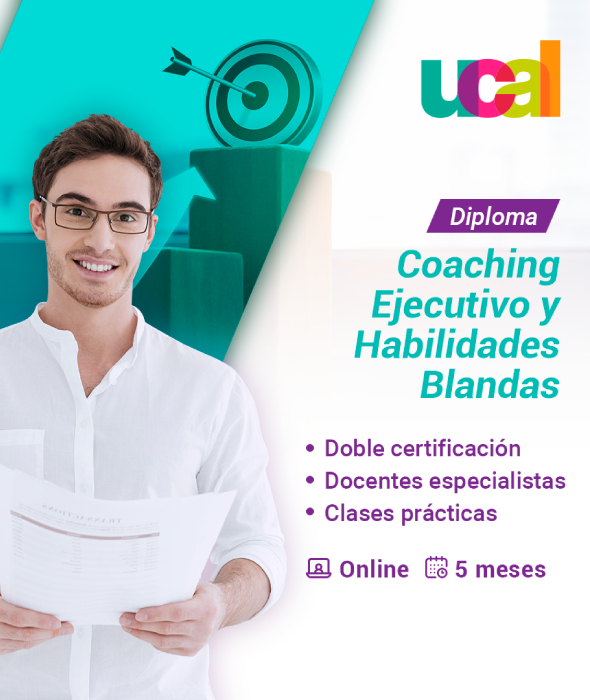 ucal
Diploma
Coaching
Ejecutivo y
Habilidades
Blandas
• Doble certificación
• Docentes especialistas
• Clases prácticas
Online 5 meses